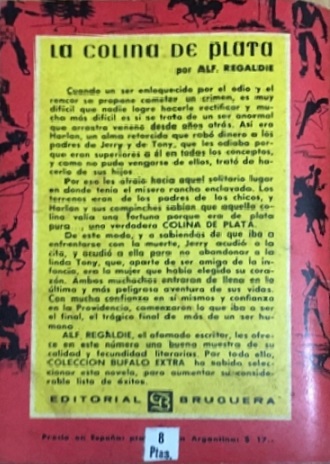 LA COLINA DE PLATA
por ALF. REGALDIE
Cuando un ser enloquecido por el odio y el
rencor se propone cometer un crimen, es muy
difícil que nadie logre hacerle rectificar y mu-
cho más difícil es si se trata de un ser anormal
que arrastra veneno desde años atrás. Así era
Harlan, un alma retorcida que robó dinero a los
padres de Jerry y de Tony, que les odiaba por-
que eran superiores a él en todos los conceptos,
y como no pudo vengarse de ellos, trató de ha-
cerlo de sus hijos.
Por eso les atrajo hacia aquel solitario lugar
en donde tenía el mísero rancho enclavado. Los
terrenos eran de los padres de los chicos, y
Harlan y sus compinches sabían que aquella co-
lina valía una fortuna porque era de plata
pura..., una verdadera COLINA DE PLATA.
De este modo, y a sabiendas de que iba a
enfrentarse con la muerte, Jerry acudió a la
cita, y acudió a ella para no abandonar a la
linda Tony, que, aparte de ser amiga de la in-
fancia, era la mujer que había elegido su cora-
zón. Ambos muchachos entraron de lleno en la
última y más peligrosa aventura de sus vidas.
Con mucha confianza en sí mismos y confianza
en la Providencia, comenzaron lo que iba a ser
el final, el trágico final de más de un ser hu-
mano
ALF. REGALDIE, el afamado escritor, les ofre-
ce en este número una buena muestra de su
calidad y fecundidad literarias. Por todo ello,
COLECCION BUFALO EXTRA ha sabido selec-
cionar esta novela, para aumentar su conside-
rable lista de éxitos.
EDITORIAL BRUGUERA
Precio en España: Argentina: $ 17.-
8
Ptas.